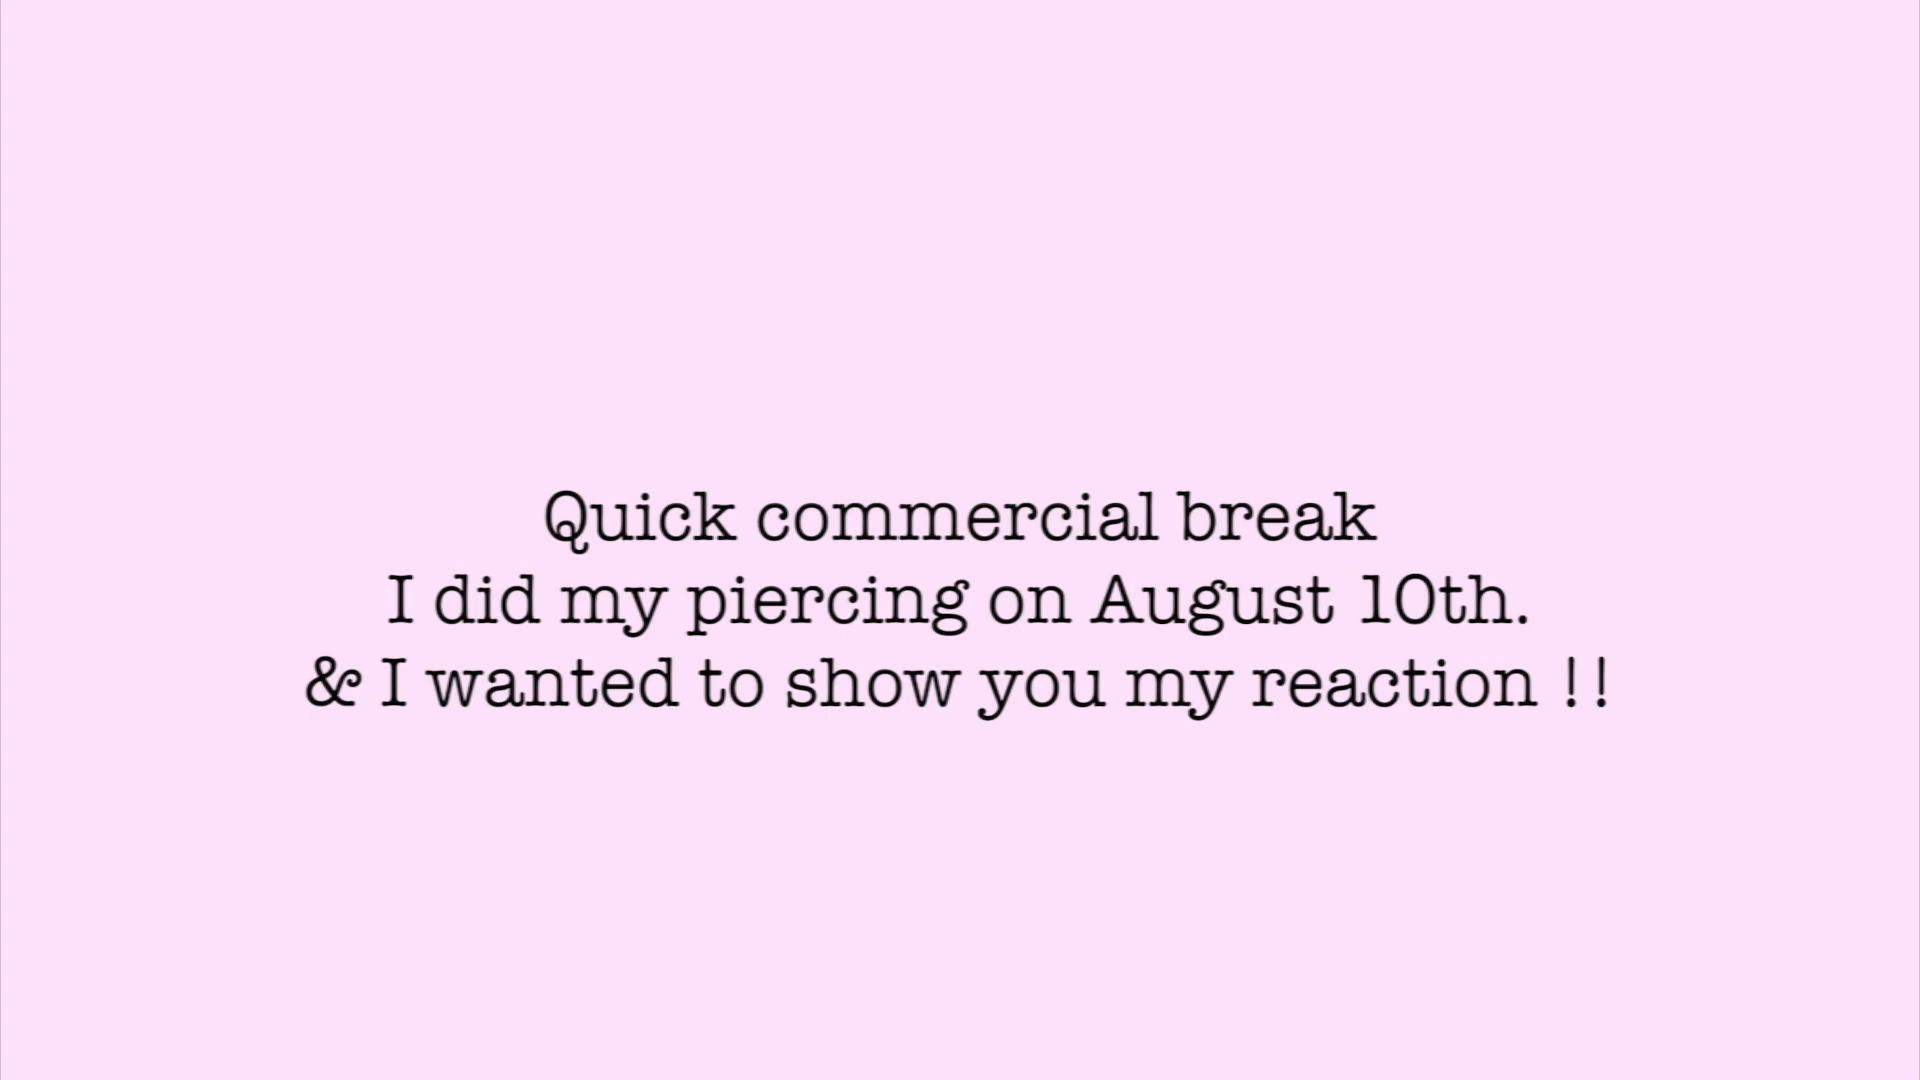 Quick commercial break
I did my piercing on August 10th.
& I wanted to show you my reaction !!